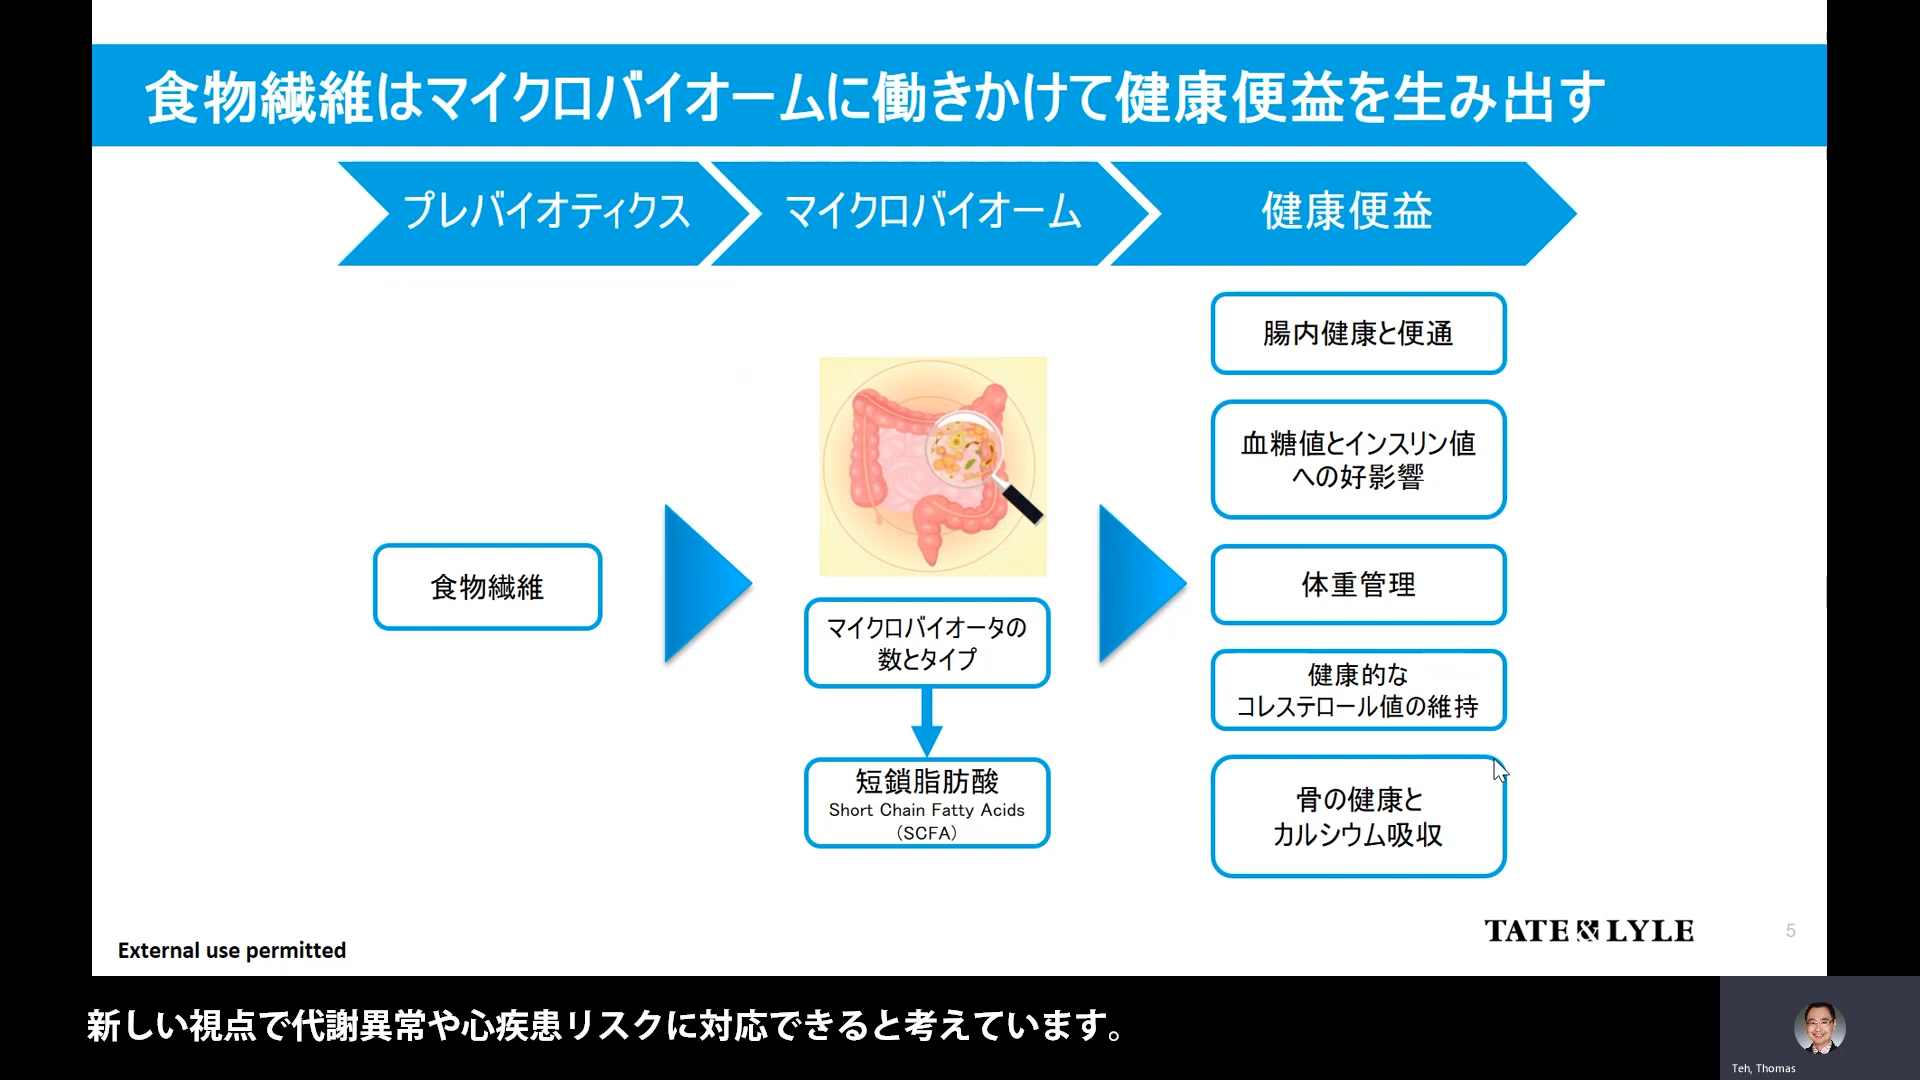 食物繊維はマイクロバイオームに働きかけて健康便益を生み出す
プレバイオティクス
マイクロバイオーム
健康便益
食物繊維
マイクロバイオータの
数とタイプ
短鎖脂肪酸
Short Chain Fatty Acids
(SCFA)
腸内健康と便通
血糖値とインスリン値
への好影響
体重管理
健康的な
コレステロール値の維持
骨の健康と
カルシウム吸収
External use permitted
TATE & LYLE
5
新しい視点で代謝異常や心疾患リスクに対応できると考えています。
Teh, Thomas